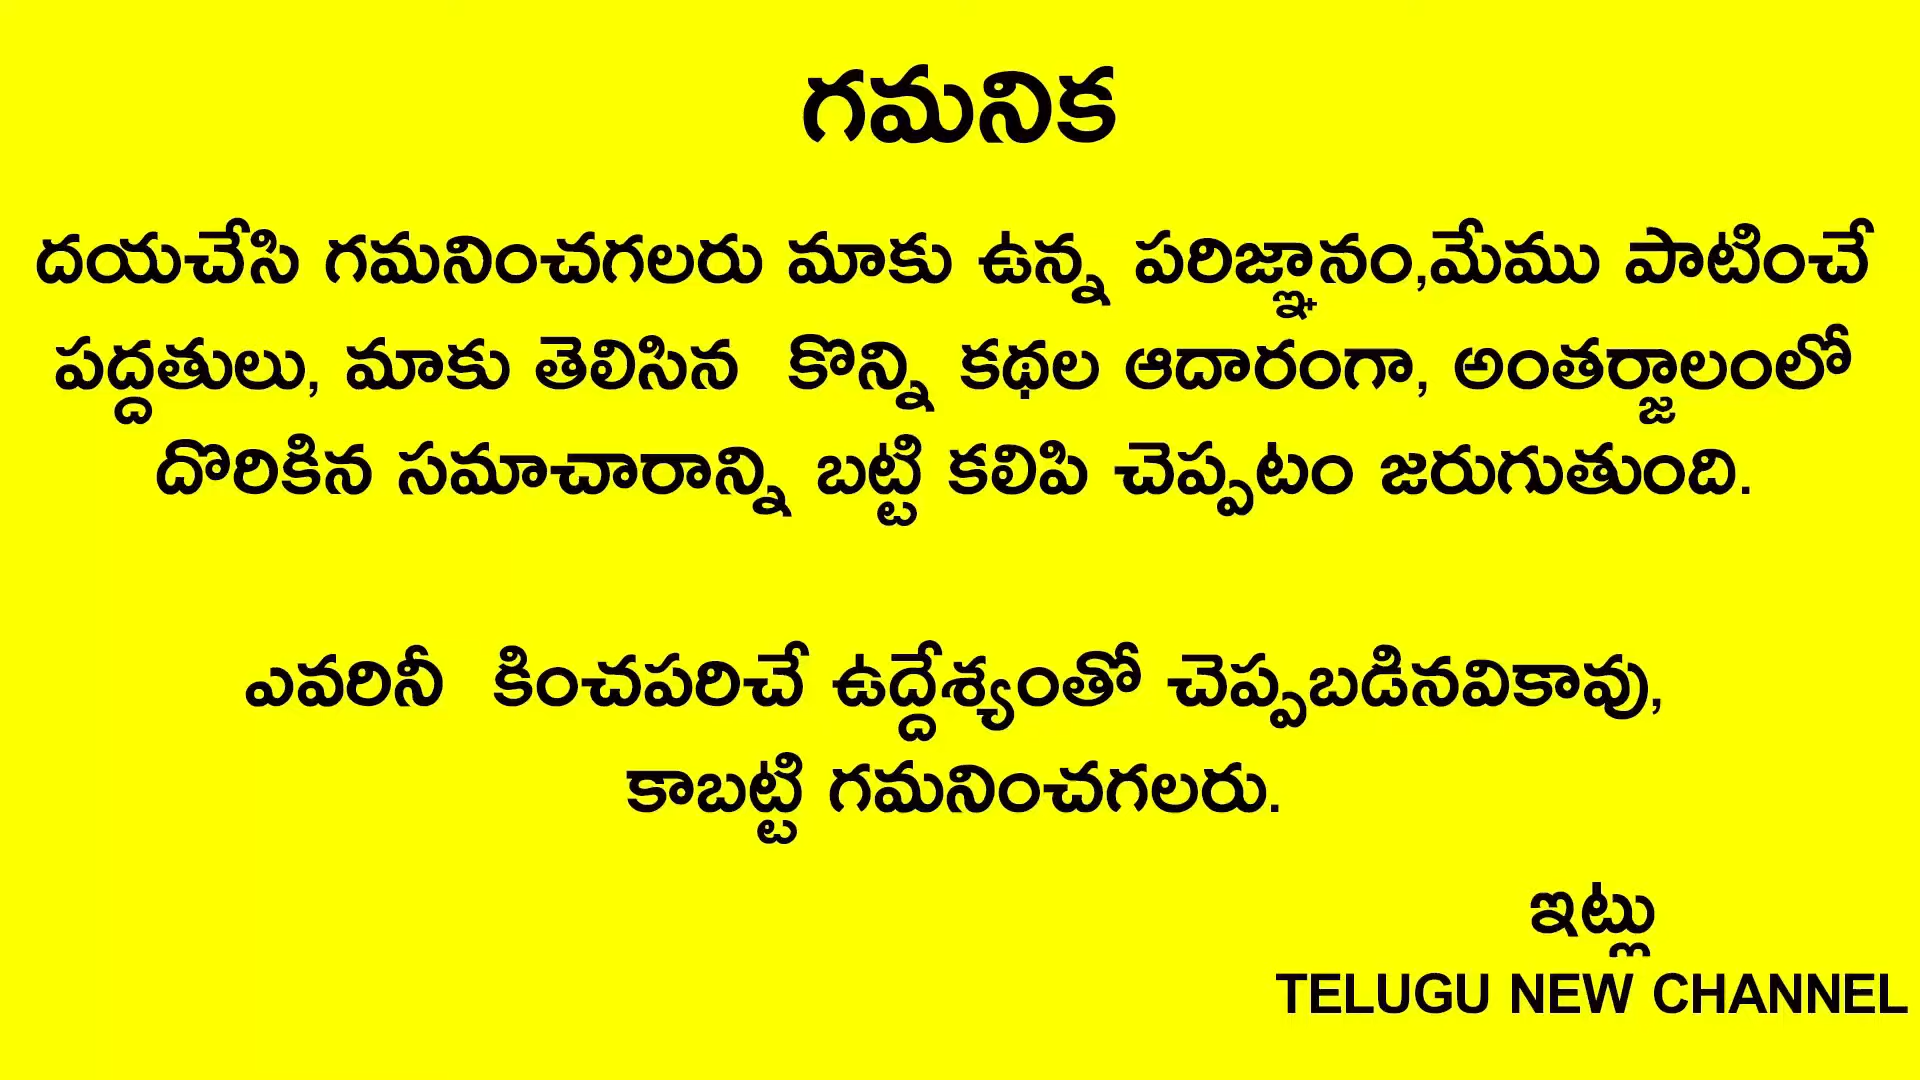 గమనిక
దయచేసి గమనించగలరు మాకు ఉన్న పరిజ్ఞానం,మేము పాటించే
పద్దతులు, మాకు తెలిసిన కొన్ని కథల ఆదారంగా, అంతర్జాలంలో
దొరికిన సమాచారాన్ని బట్టి కలిపి చెప్పటం జరుగుతుంది.
ఎవరినీ కించపరిచే ఉద్దేశ్యంతో చెప్పబడినవికావు,
కాబట్టి గమనించగలరు.
ఇట్లు
TELUGU NEW CHANNEL